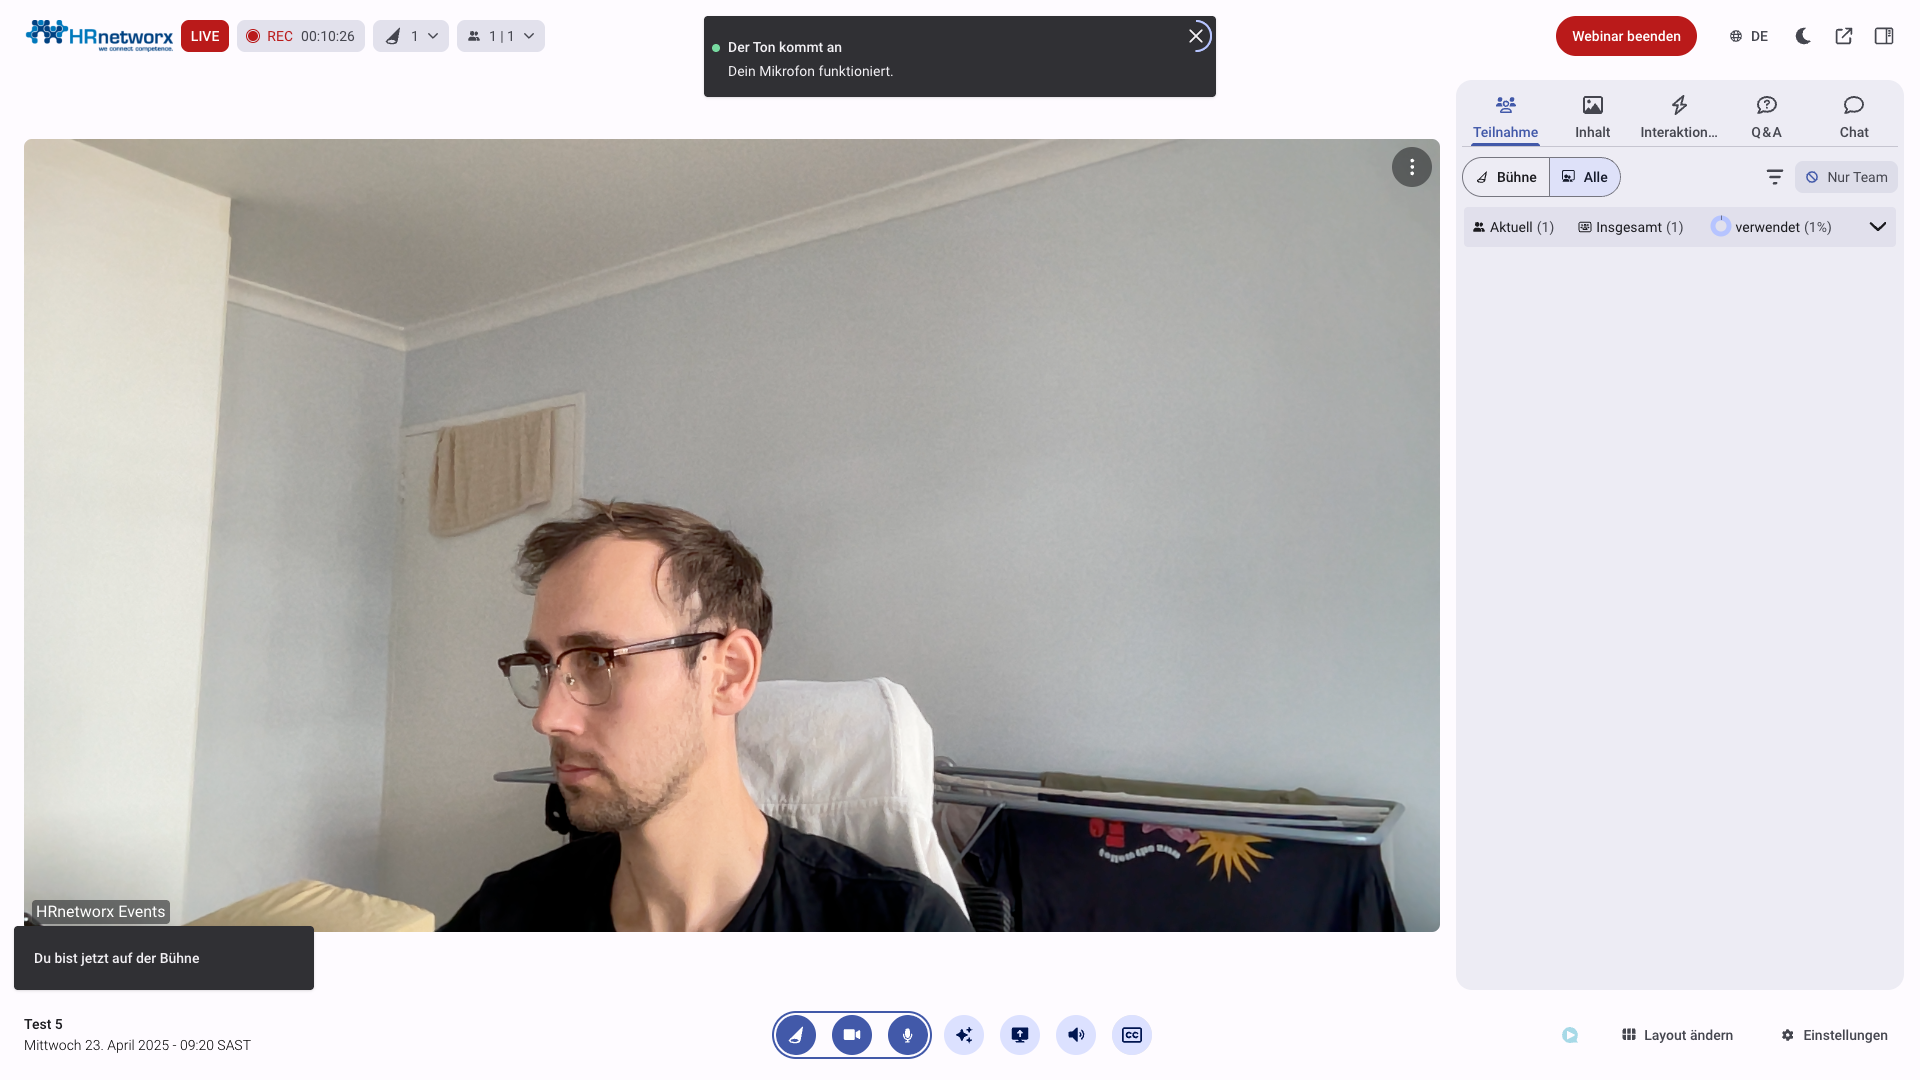 HRnetworx
we connect competence.
LIVE
REC 00:10:26
1
1 | 1
Der Ton kommt an
Dein Mikrofon funktioniert.
Webinar beenden
DE
Teilnahme
Inhalt
Interaktion...
Q&A
Chat
Bühne
Alle
Nur Team
Aktuell (1)
Insgesamt (1)
verwendet (1%)
HRnetworx Events
Du bist jetzt auf der Bühne
Test 5
Mittwoch 23. April 2025 - 09:20 SAST
CC
Layout ändern
Einstellungen